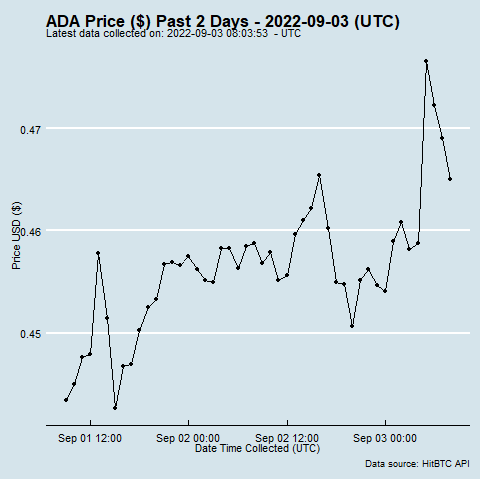 ADA Price ($) Past 2 Days - 2022-09-03 (UTC)
Latest data collected on: 2022-09-03 08:03:53 - UTC
0.47
0.46
0.45
Price USD ($)
Sep 01 12:00 Sep 02 00:00 Sep 02 12:00 Sep 03 00:00
Date Time Collected (UTC)
Data source: HitBTC API